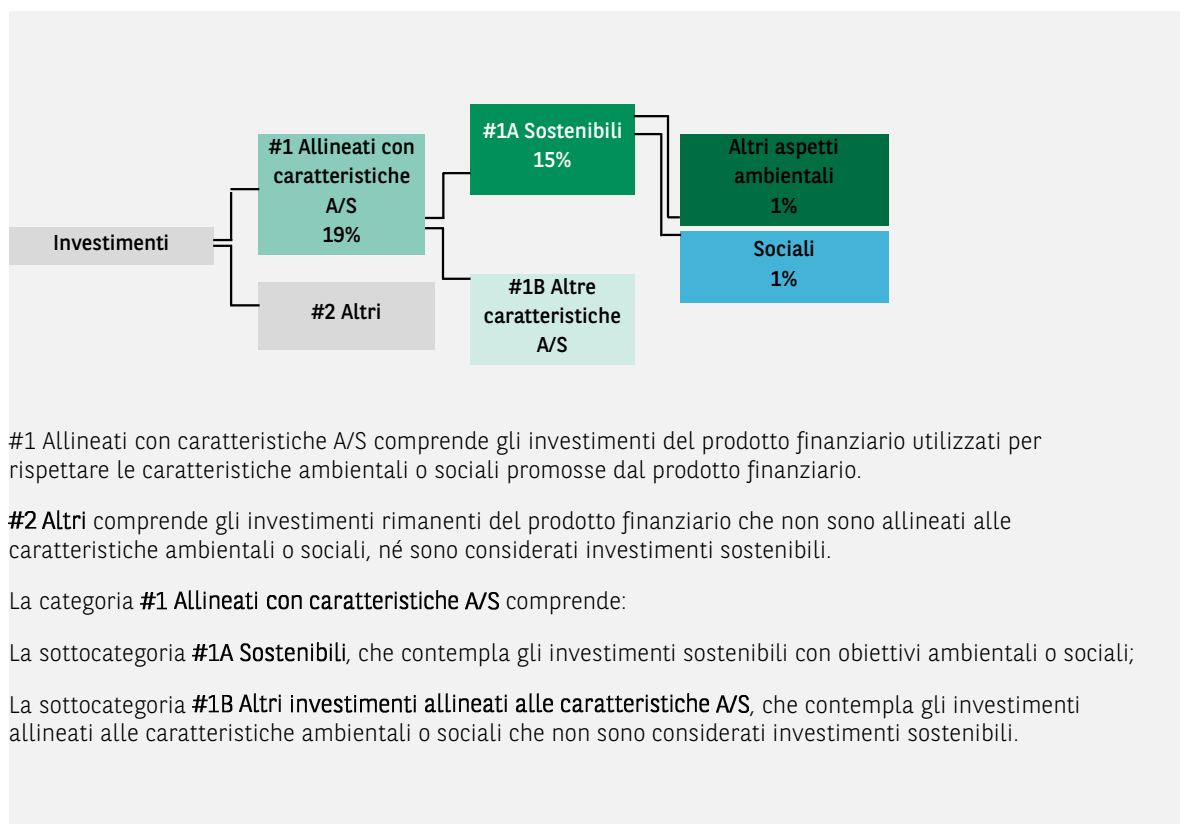 #1A Sostenibili
15%
#1 Allineati con
caratteristiche
A/S
19%
Altri aspetti
ambientali
1%
Investimenti
Sociali
1%
#2 Altri
#1B Altre
caratteristiche
A/S
#1 Allineati con caratteristiche A/S comprende gli investimenti del prodotto finanziario utilizzati per
rispettare le caratteristiche ambientali o sociali promosse dal prodotto finanziario.
#2 Altri comprende gli investimenti rimanenti del prodotto finanziario che non sono allineati alle
caratteristiche ambientali o sociali, né sono considerati investimenti sostenibili.
La categoria #1 Allineati con caratteristiche A/S comprende:
La sottocategoria #1A Sostenibili, che contempla gli investimenti sostenibili con obiettivi ambientali o sociali;
La sottocategoria #1B Altri investimenti allineati alle caratteristiche A/S, che contempla gli investimenti
allineati alle caratteristiche ambientali o sociali che non sono considerati investimenti sostenibili.